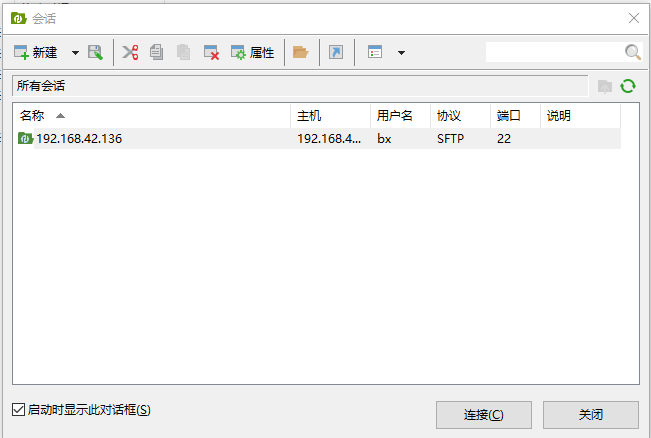 会话
新建 属性
所有会话
名称 主机 用户名 协议 端口 说明
192.168.42.136 192.168.4... bx SFTP 22
启动时显示此对话框(S)
连接(C) 关闭